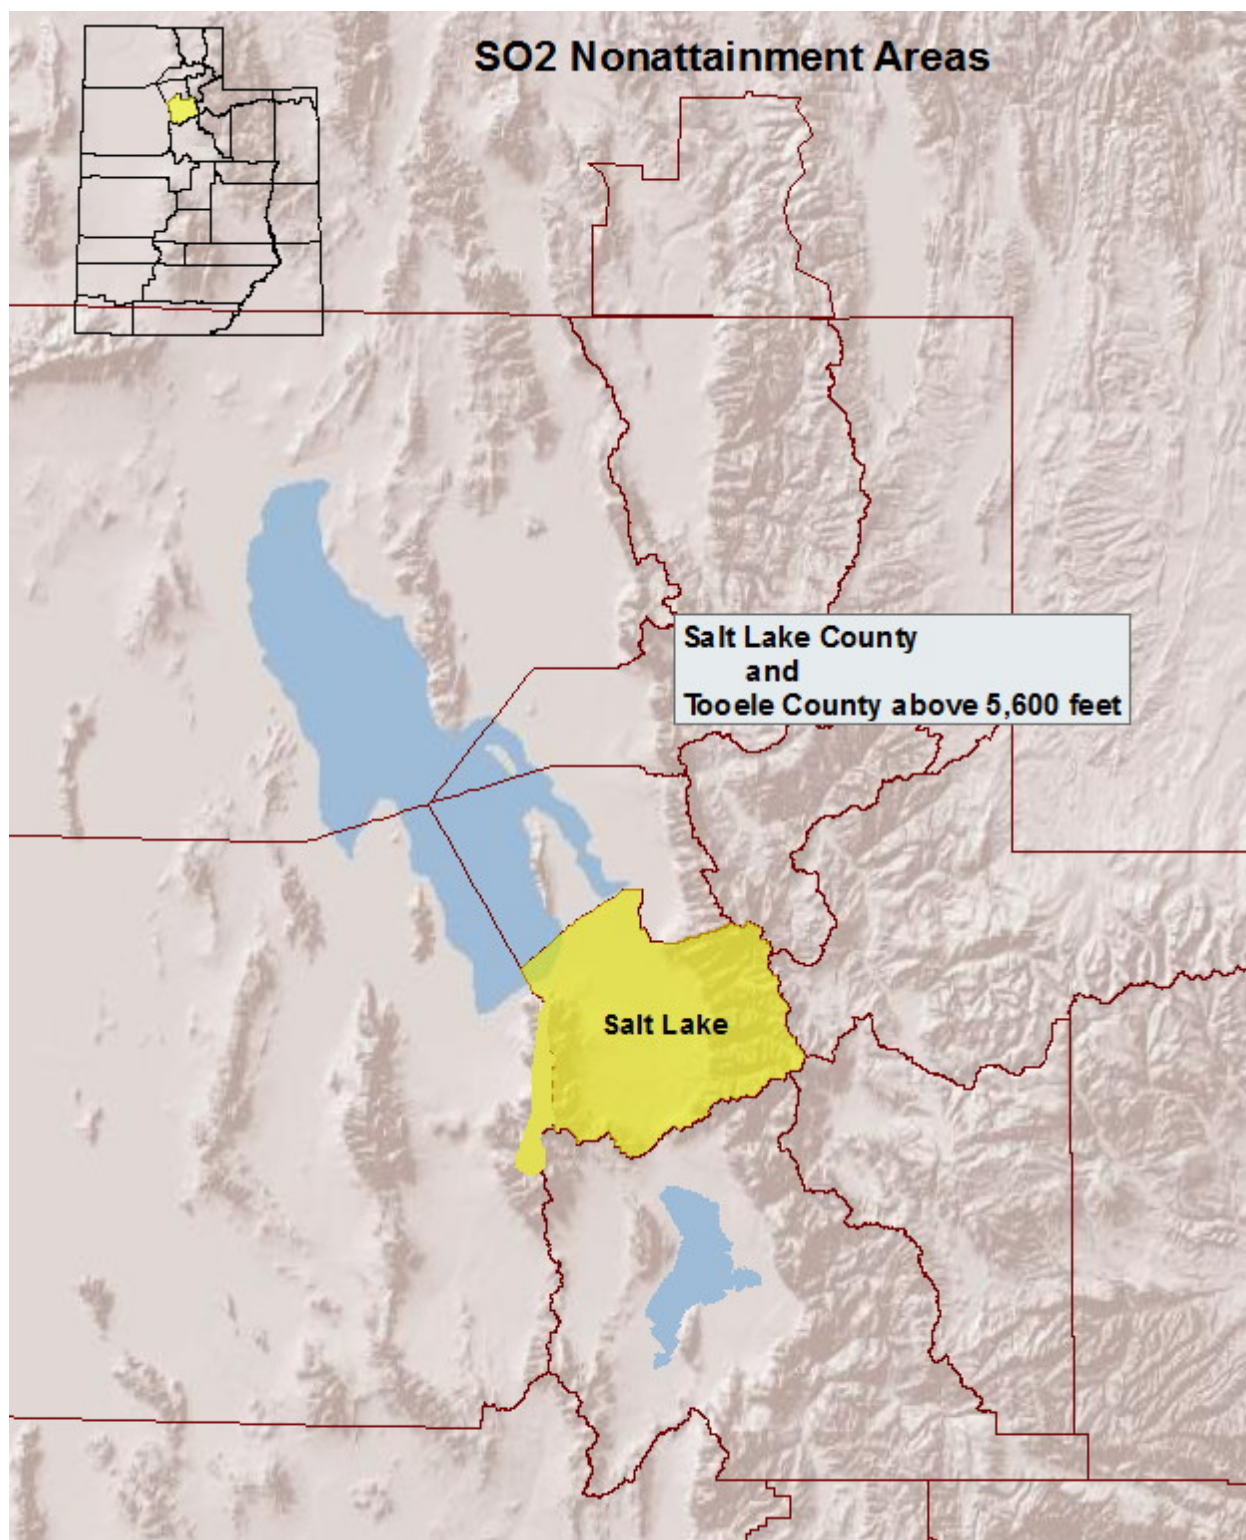 SO2 Nonattainment Areas
Salt Lake County
and
Tooele County above 5,600 feet
Salt Lake